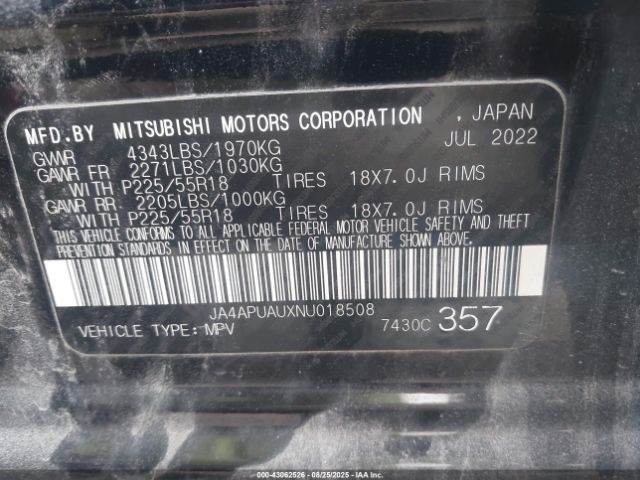 MFD.BY MITSUBISHI MOTORS CORPORATION , JAPAN
GVWR 4343LBS/1970KG JUL 2022
GAWR FR 2271LBS/1030KG
WITH P225/55R18 TIRES 18X7.0J RIMS
GAWR RR 2205LBS/1000KG
WITH P225/55R18 TIRES 18X7.0J RIMS
THIS VEHICLE CONFORMS TO ALL APPLICABLE FEDERAL MOTOR VEHICLE SAFETY AND THEFT
PREVENTION STANDARDS IN EFFECT ON THE DATE OF MANUFACTURE SHOWN ABOVE.
JA4APUAUXNU018508
VEHICLE TYPE: MPV 7430C 357
000-43062526 - 08/25/2025 - IAA Inc.